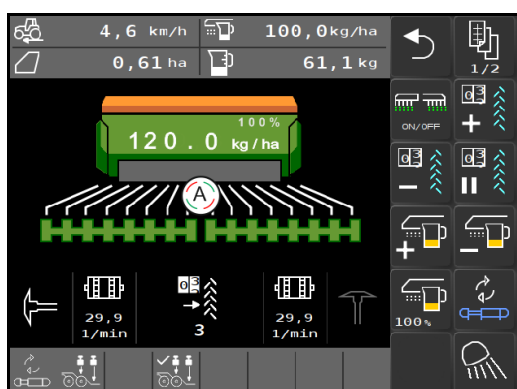 4,6 km/h 100,0kg/ha
0,61 ha 61,1 kg
1/2
100%
120.0 kg/ha
ON/OFF
A
29,9
1/min
3
29,9
1/min
100%